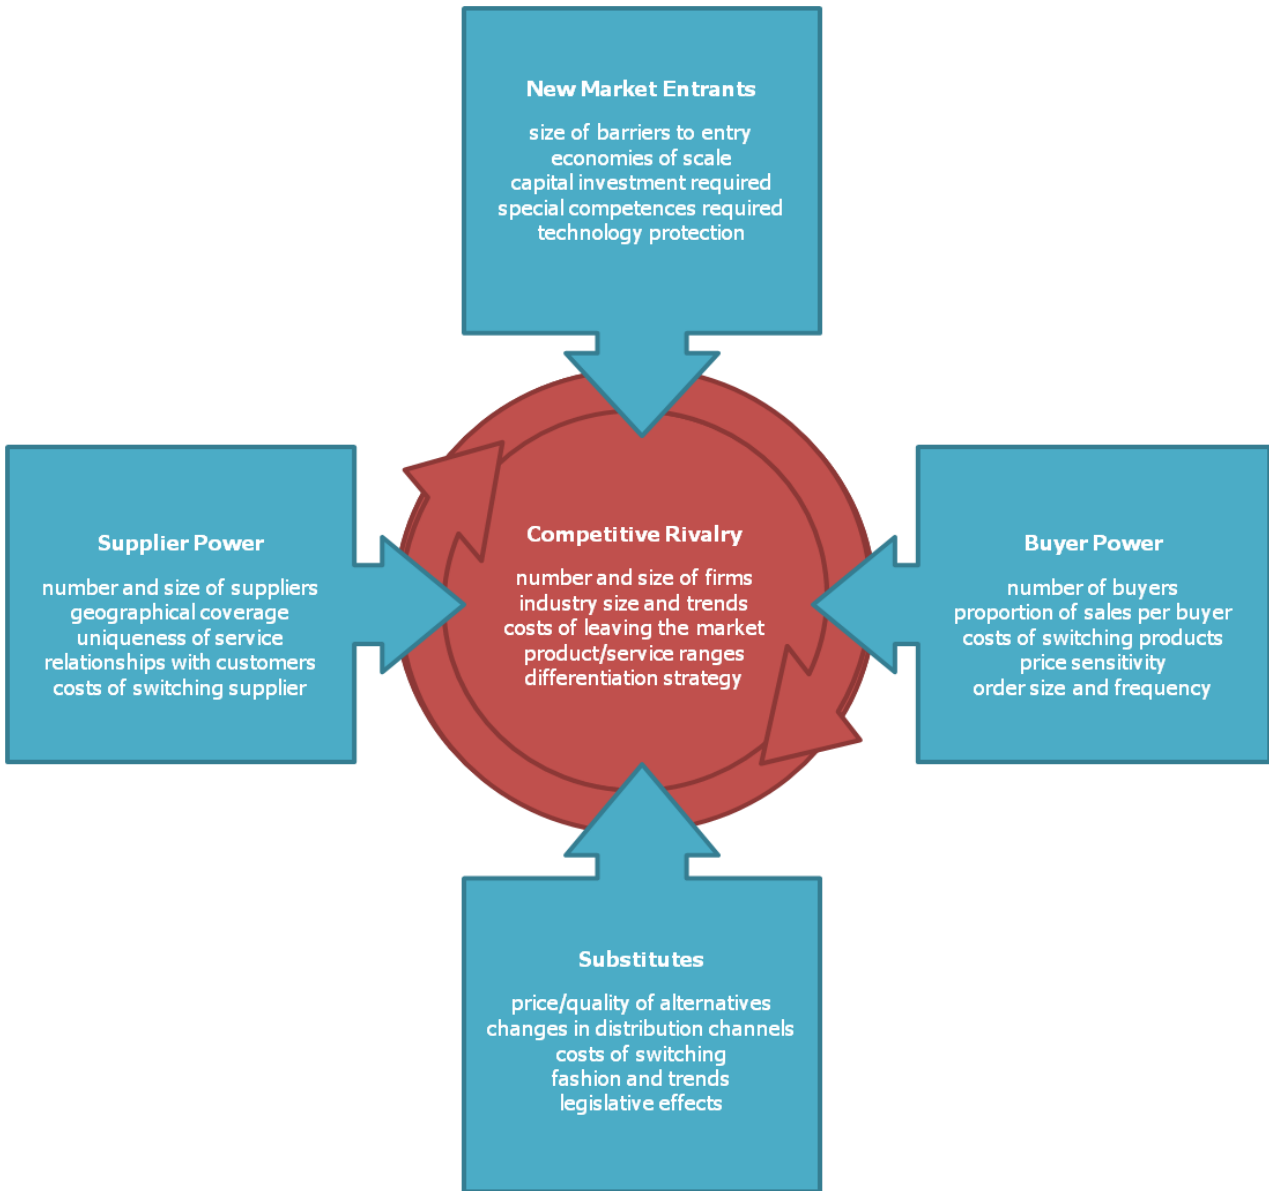 New Market Entrants
size of barriers to entry
economies of scale
capital investment required
special competences required
technology protection
Supplier Power
number and size of suppliers
geographical coverage
uniqueness of service
relationships with customers
costs of switching supplier
Competitive Rivalry
number and size of firms
industry size and trends
costs of leaving the market
product/service ranges
differentiation strategy
Buyer Power
number of buyers
proportion of sales per buyer
costs of switching products
price sensitivity
order size and frequency
Substitutes
price/quality of alternatives
changes in distribution channels
costs of switching
fashion and trends
legislative effects